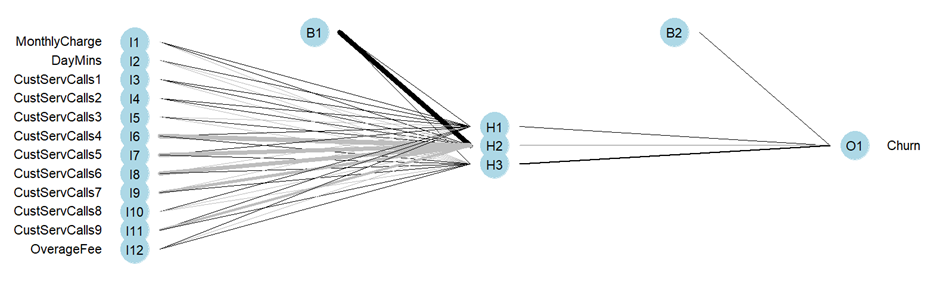 B1
B2
MonthlyCharge I1
DayMins I2
CustServCalls1 I3
CustServCalls2 I4
CustServCalls3 I5
CustServCalls4 I6
CustServCalls5 I7
CustServCalls6 I8
CustServCalls7 I9
CustServCalls8 I10
CustServCalls9 I11
OverageFee I12
H1
H2
H3
O1 Churn